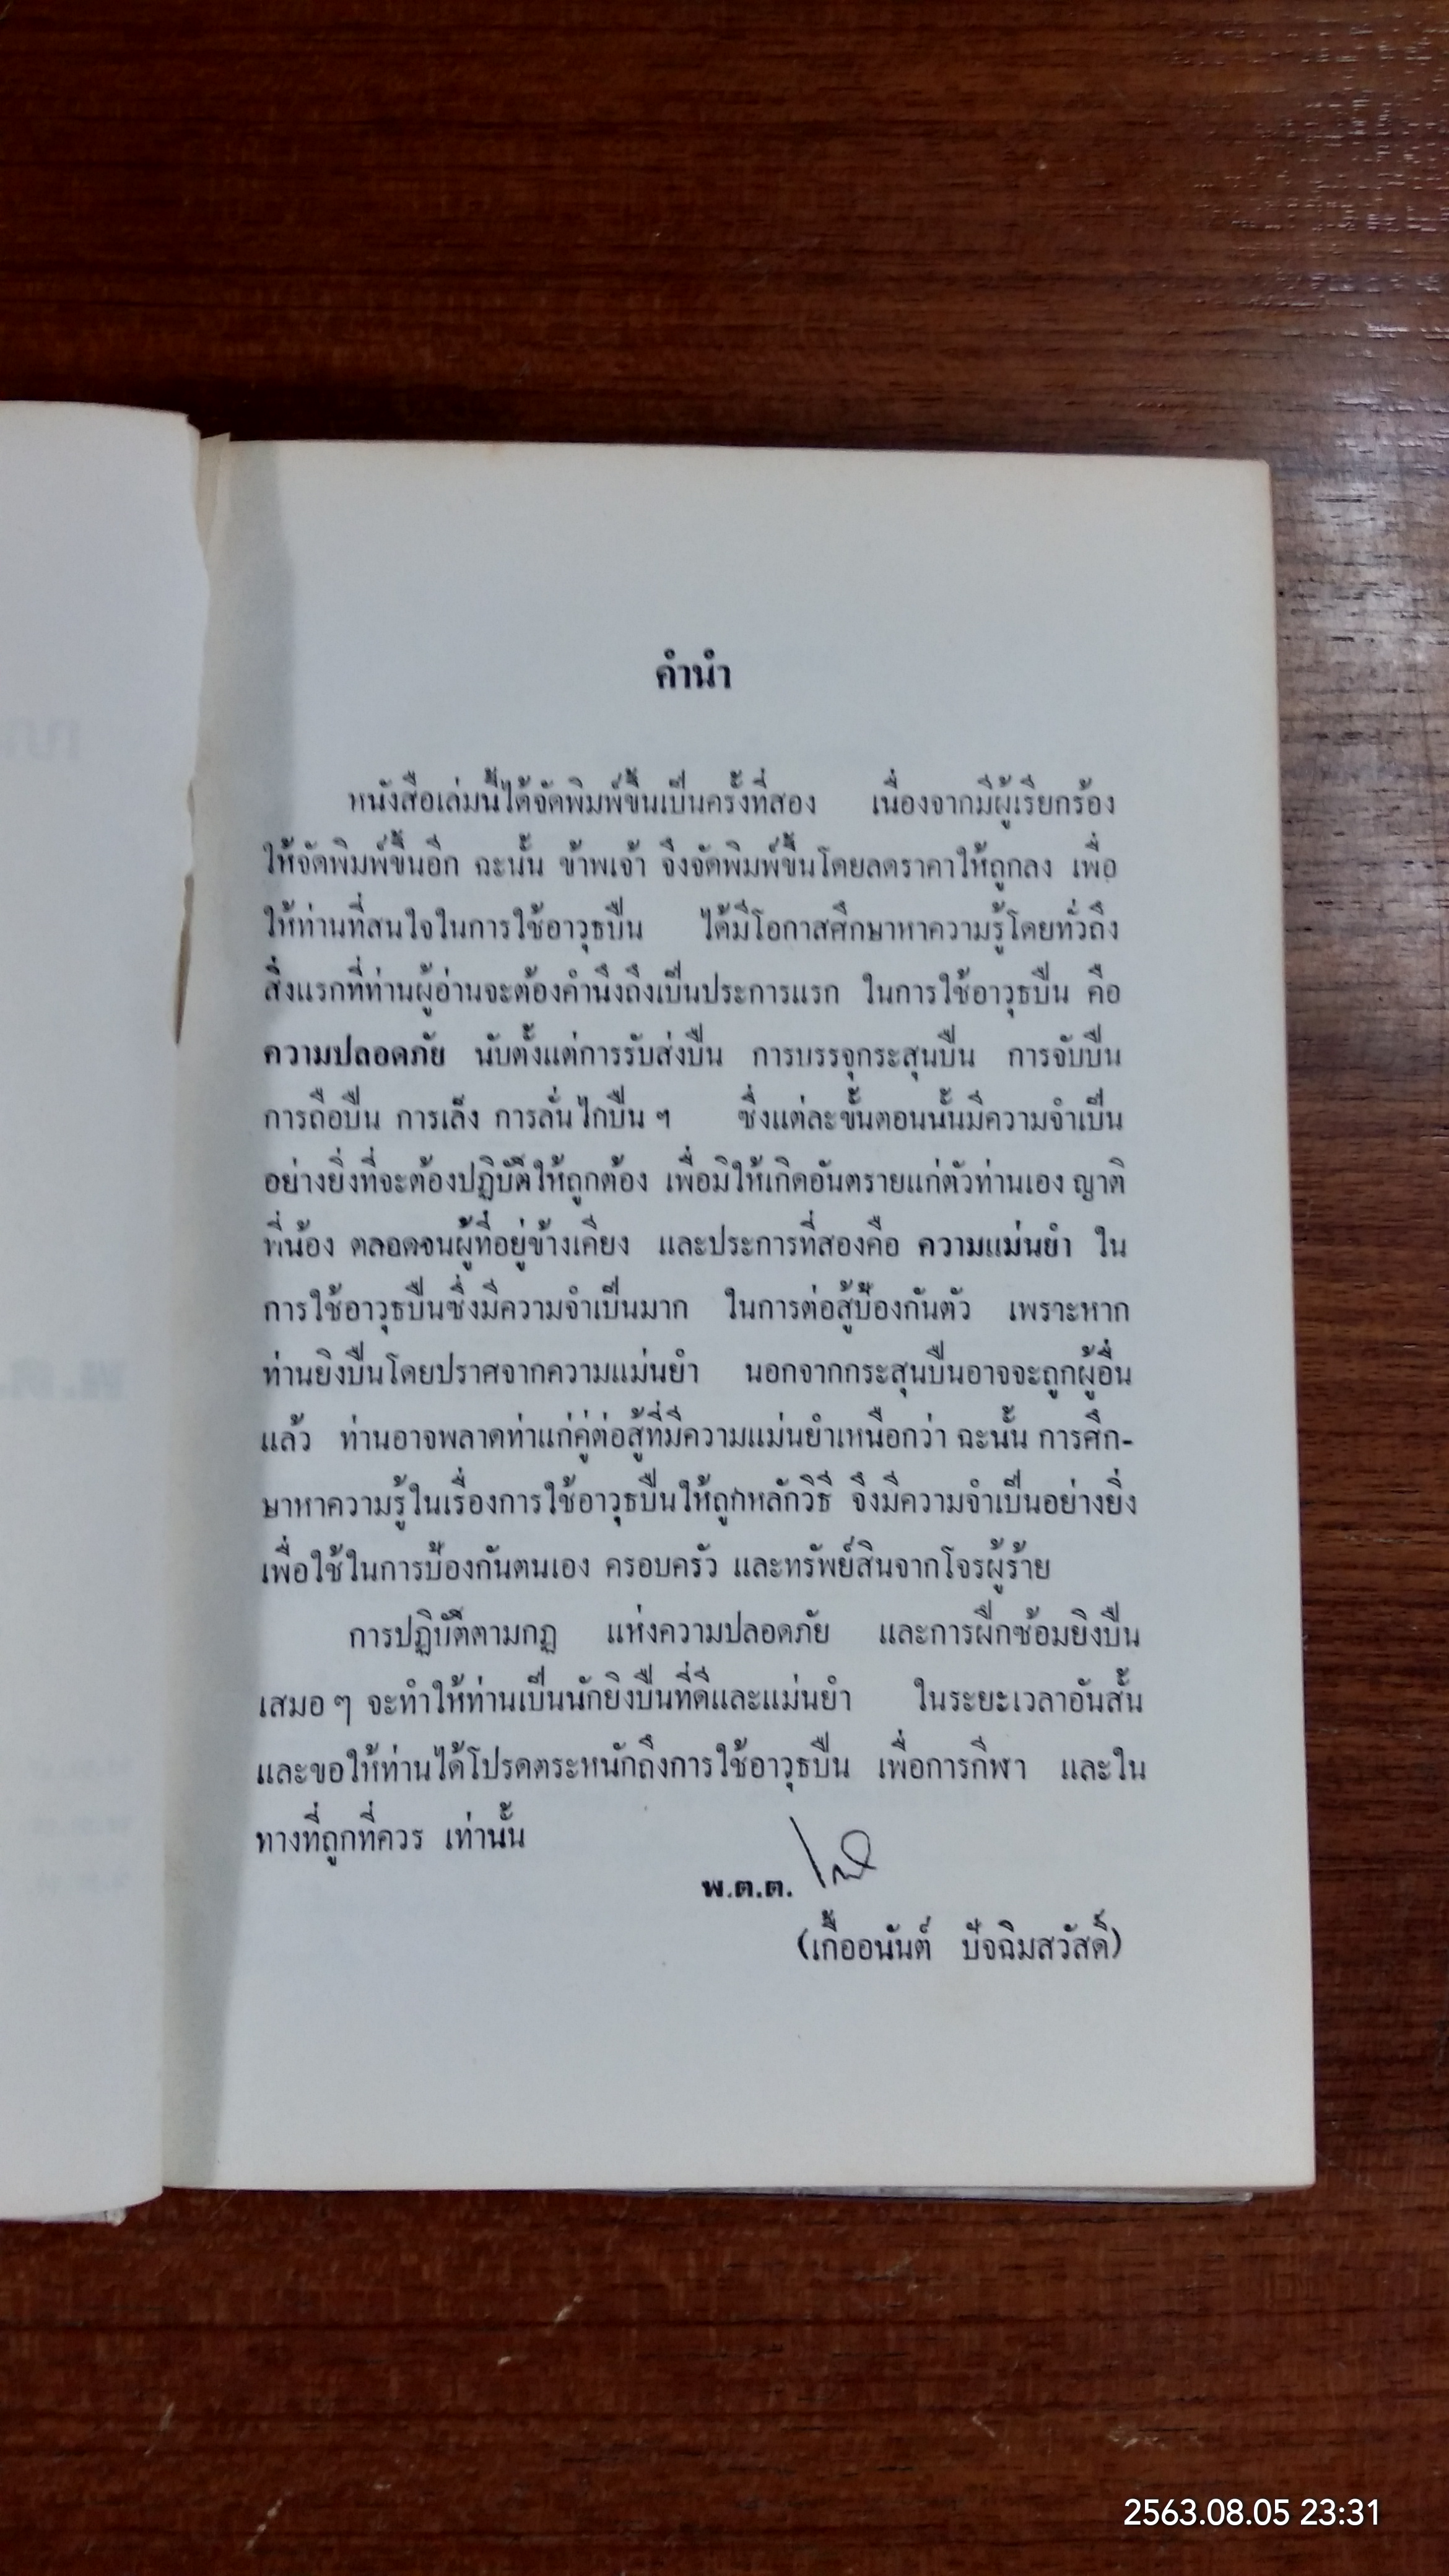 คำนำ
หนังสือเล่มนี้ได้จัดพิมพ์ขึ้นเป็นครั้งที่สอง เนื่องจากมีผู้เรียกร้อง
ให้จัดพิมพ์ขึ้นอีก ฉะนั้น ข้าพเจ้า จึงจัดพิมพ์ขึ้นโดยลดราคาให้ถูกลง เพื่อ
ให้ท่านที่สนใจในการใช้อาวุธปืน ได้มีโอกาสศึกษาหาความรู้โดยทั่วถึง
สิ่งแรกที่ท่านผู้อ่านจะต้องคำนึงถึงเป็นประการแรก ในการใช้อาวุธปืน คือ
ความปลอดภัย นับตั้งแต่การรับส่งปืน การบรรจุกระสุนปืน การจับปืน
การถือปืน การเล็ง การลั่นไกปืน ๆ ซึ่งแต่ละขั้นตอนนั้นมีความจำเป็น
อย่างยิ่งที่จะต้องปฏิบัติให้ถูกต้อง เพื่อมิให้เกิดอันตรายแก่ตัวท่านเอง ญาติ
พี่น้อง ตลอดจนผู้ที่อยู่ข้างเคียง และประการที่สองคือ ความแม่นยำ ใน
การใช้อาวุธปืนซึ่งมีความจำเป็นมาก ในการต่อสู้ป้องกันตัว เพราะหาก
ท่านยิงปืนโดยปราศจากความแม่นยำ นอกจากกระสุนปืนอาจจะถูกผู้อื่น
แล้ว ท่านอาจพลาดท่าแก่คู่ต่อสู้ที่มีความแม่นยำเหนือกว่า ฉะนั้น การศึก-
ษาหาความรู้ในเรื่องการใช้อาวุธปืนให้ถูกหลักวิธี จึงมีความจำเป็นอย่างยิ่ง
เพื่อใช้ในการป้องกันตนเอง ครอบครัว และทรัพย์สินจากโจรผู้ร้าย
การปฏิบัติตามกฏ แห่งความปลอดภัย และการฝึกซ้อมยิงปืน
เสมอ ๆ จะทำให้ท่านเป็นนักยิงปืนที่ดีและแม่นยำ ในระยะเวลาอันสั้น
และขอให้ท่านได้โปรดตระหนักถึงการใช้อาวุธปืน เพื่อการกีฬา และใน
ทางที่ถูกที่ควร เท่านั้น
พ.ต.ต.
(เกื้ออนันต์ ปัจฉิมสวัสดิ์)
2563.08.05 23:31